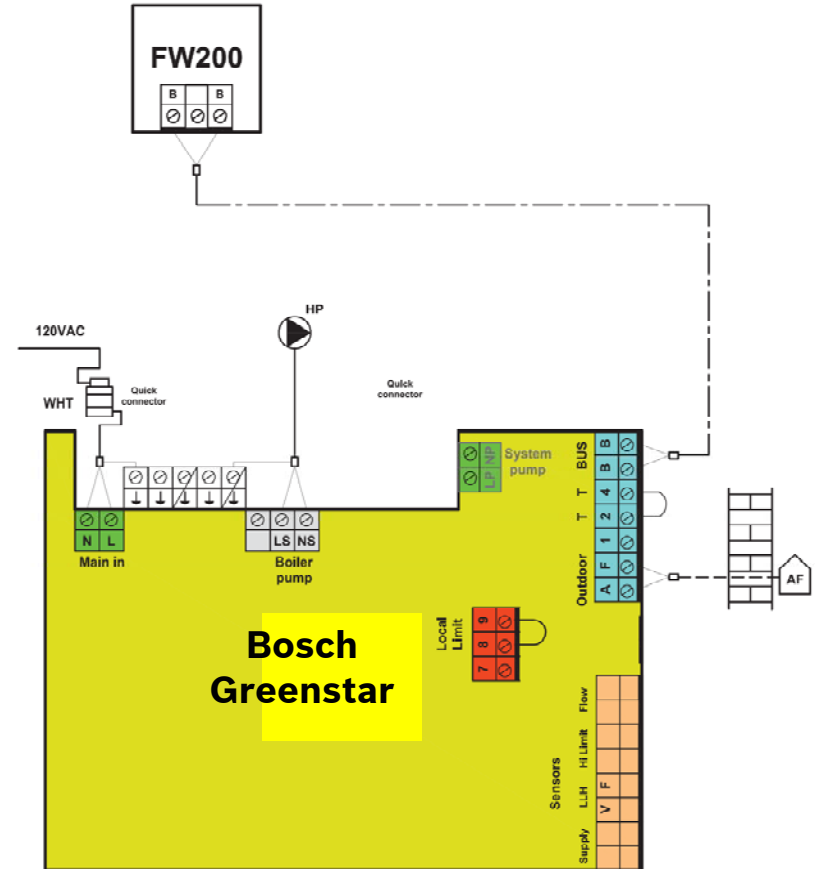 FW200
B B
HP
120VAC
WHT
Quick
connector
Quick
connector
System
pump
NP
LP
BUS
B
B
T T
4
2
1
Outdoor
F
A
AF
N L
Main in
LS NS
Boiler
pump
Local
Limit
9
8
7
Bosch
Greenstar
Sensors
Flow
Hi Limit
LLH
F
V
Supply